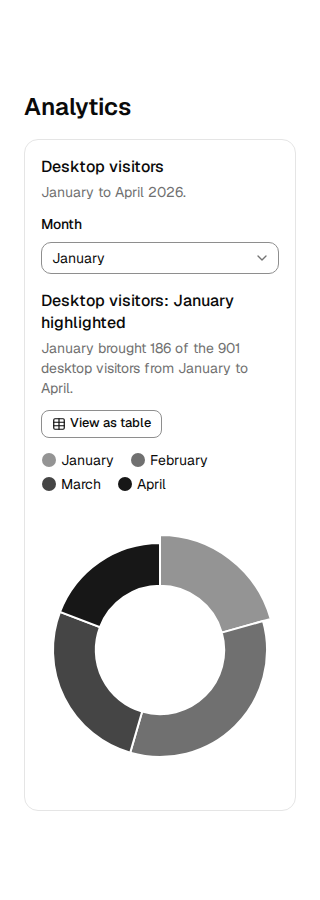 Analytics
Desktop visitors
January to April 2026.
Month
January
Desktop visitors: January
highlighted
January brought 186 of the 901
desktop visitors from January to
April.
View as table
January February
March April